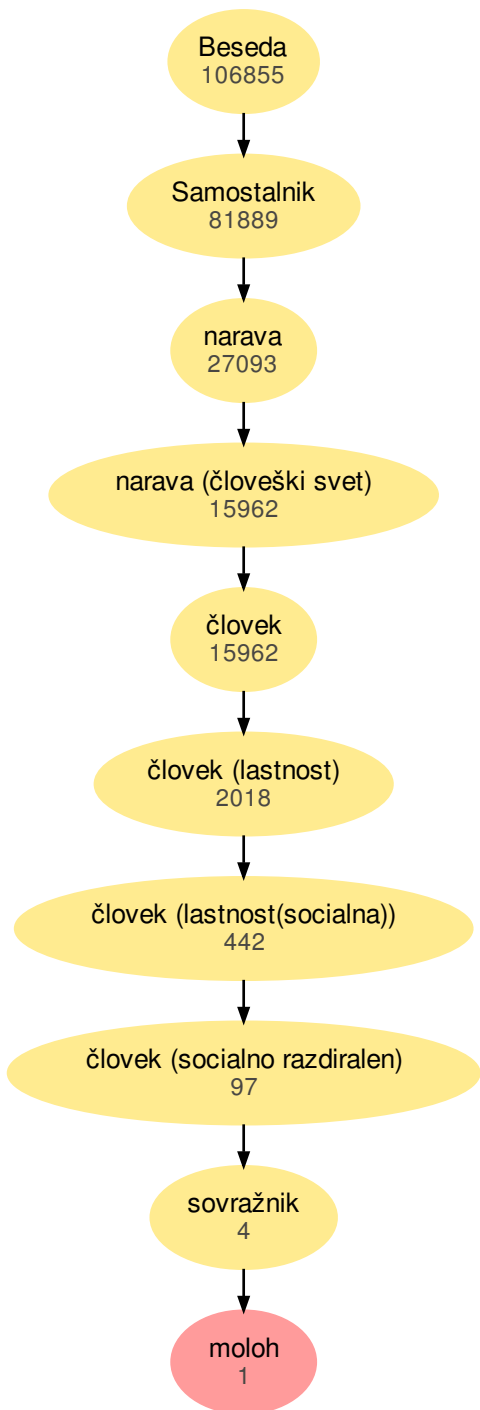 Beseda
106855
Samostalnik
81889
narava
27093
narava (človeški svet)
15962
človek
15962
človek (lastnost)
2018
človek (lastnost(socialna))
442
človek (socialno razdiralen)
97
sovražnik
4
moloh
1